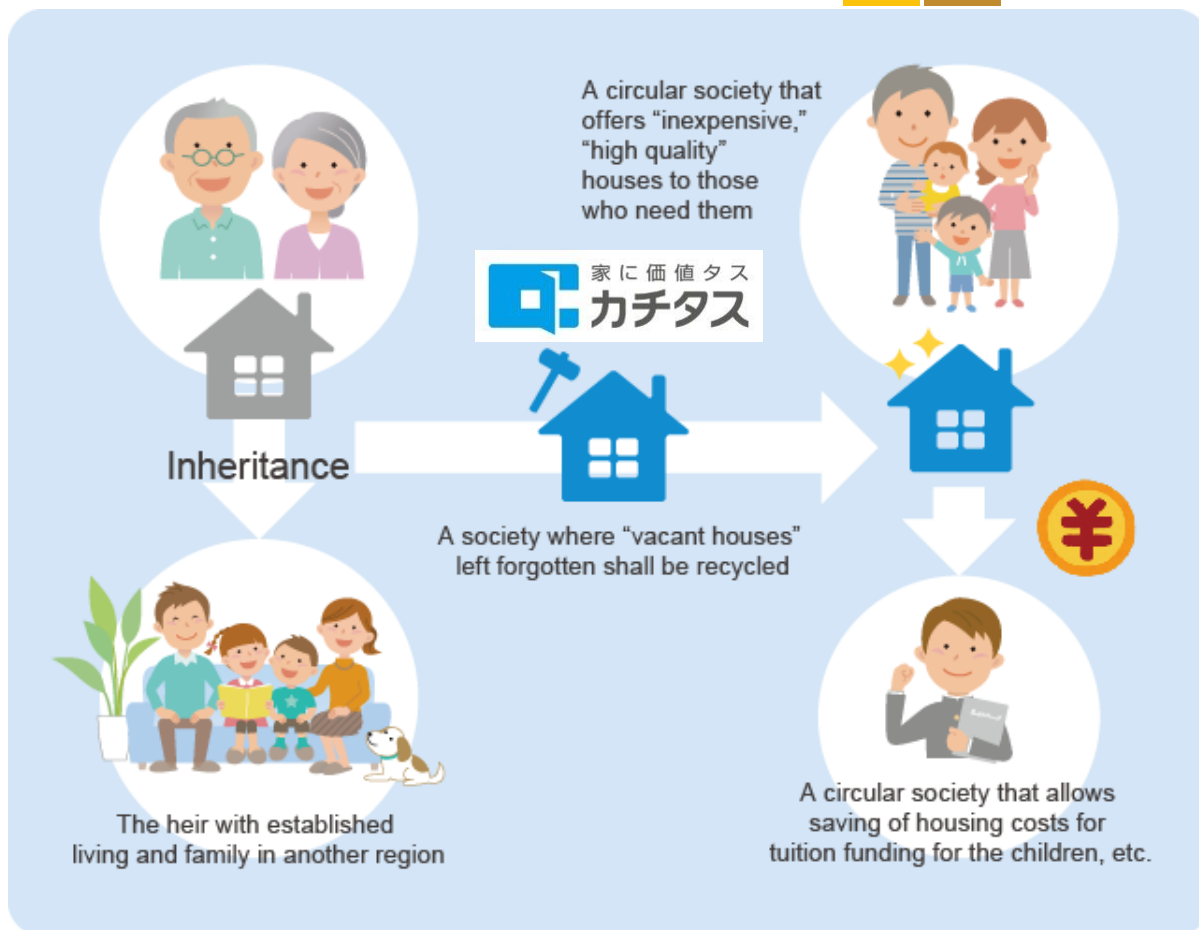 A circular society that
offers “inexpensive,”
“high quality”
houses to those
who need them
家に価値タス
カチタス
Inheritance
A society where “vacant houses”
left forgotten shall be recycled
¥
The heir with established
living and family in another region
A circular society that allows
saving of housing costs for
tuition funding for the children, etc.